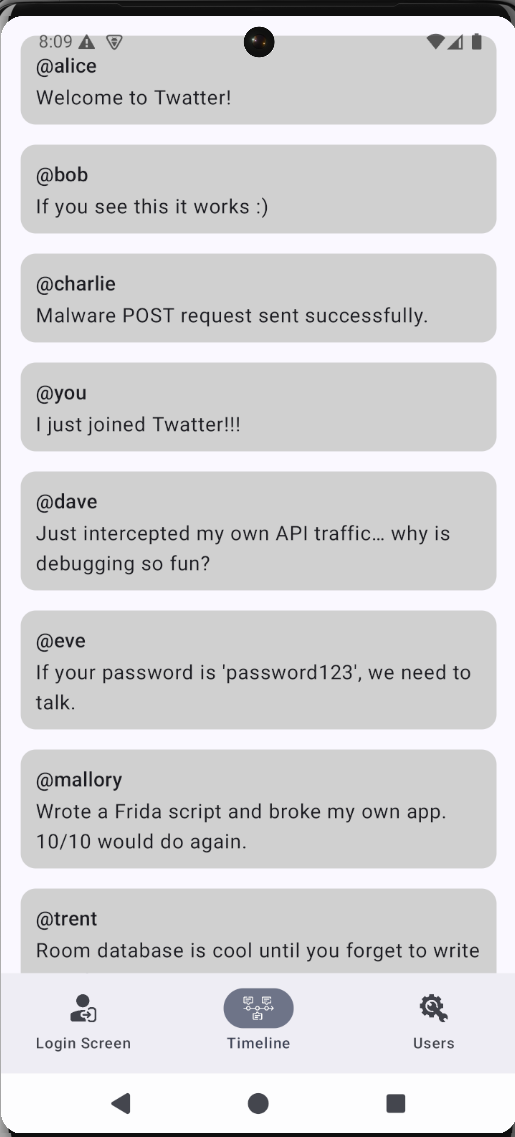 8:09
@alice
Welcome to Twatter!
@bob
If you see this it works :)
@charlie
Malware POST request sent successfully.
@you
I just joined Twatter!!!
@dave
Just intercepted my own API traffic… why is
debugging so fun?
@eve
If your password is 'password123', we need to
talk.
@mallory
Wrote a Frida script and broke my own app.
10/10 would do again.
@trent
Room database is cool until you forget to write
Login Screen
Timeline
Users